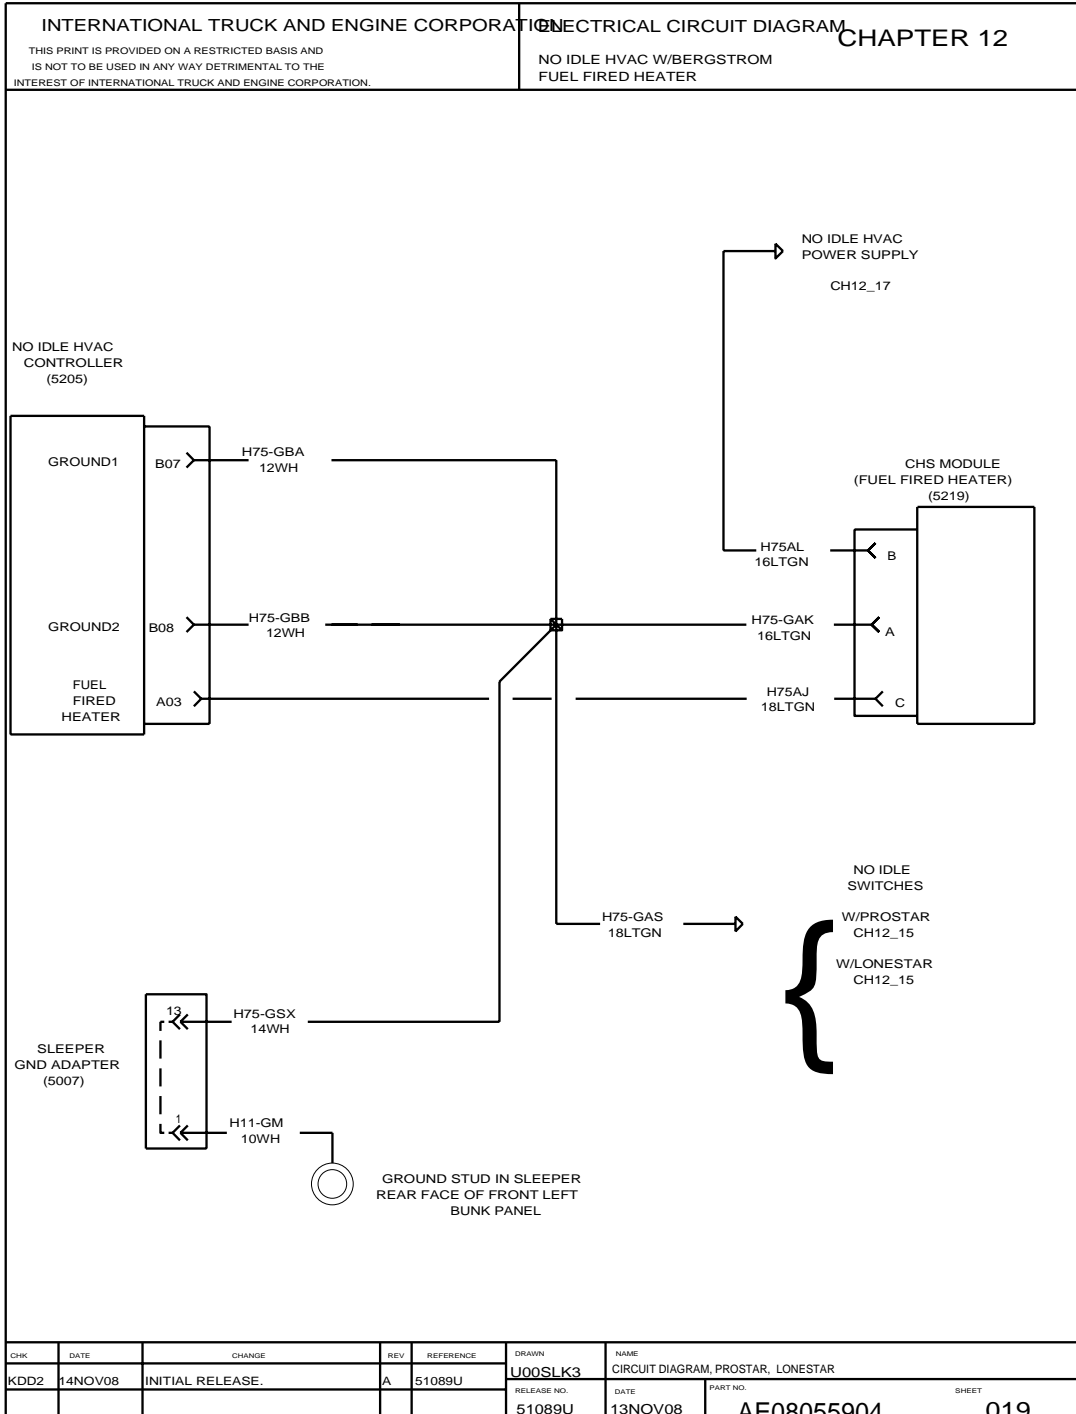 INTERNATIONAL TRUCK AND ENGINE CORPORATION
THIS PRINT IS PROVIDED ON A RESTRICTED BASIS AND
IS NOT TO BE USED IN ANY WAY DETRIMENTAL TO THE
INTEREST OF INTERNATIONAL TRUCK AND ENGINE CORPORATION.
ELECTRICAL CIRCUIT DIAGRAM
NO IDLE HVAC W/BERGSTROM
FUEL FIRED HEATER
CHAPTER 12
NO IDLE HVAC
POWER SUPPLY
CH12_17
NO IDLE HVAC
CONTROLLER
(5205)
GROUND1
B07
H75-GBA
12WH
CHS MODULE
(FUEL FIRED HEATER)
(5219)
H75AL
16LTGN
B
GROUND2
B08
H75-GBB
12WH
H75-GAK
16LTGN
A
FUEL
FIRED
HEATER
A03
H75AJ
18LTGN
C
NO IDLE
SWITCHES
W/PROSTAR
CH12_15
W/LONESTAR
CH12_15
H75-GAS
18LTGN
13
H75-GSX
14WH
SLEEPER
GND ADAPTER
(5007)
1
H11-GM
10WH
GROUND STUD IN SLEEPER
REAR FACE OF FRONT LEFT
BUNK PANEL
CHK DATE CHANGE REV REFERENCE
KDD2 14NOV08 INITIAL RELEASE. A 51089U
DRAWN
U00SLK3
NAME
CIRCUIT DIAGRAM, PROSTAR, LONESTAR
RELEASE NO.
51089U
DATE
13NOV08
PART NO.
AE08055904
SHEET
019